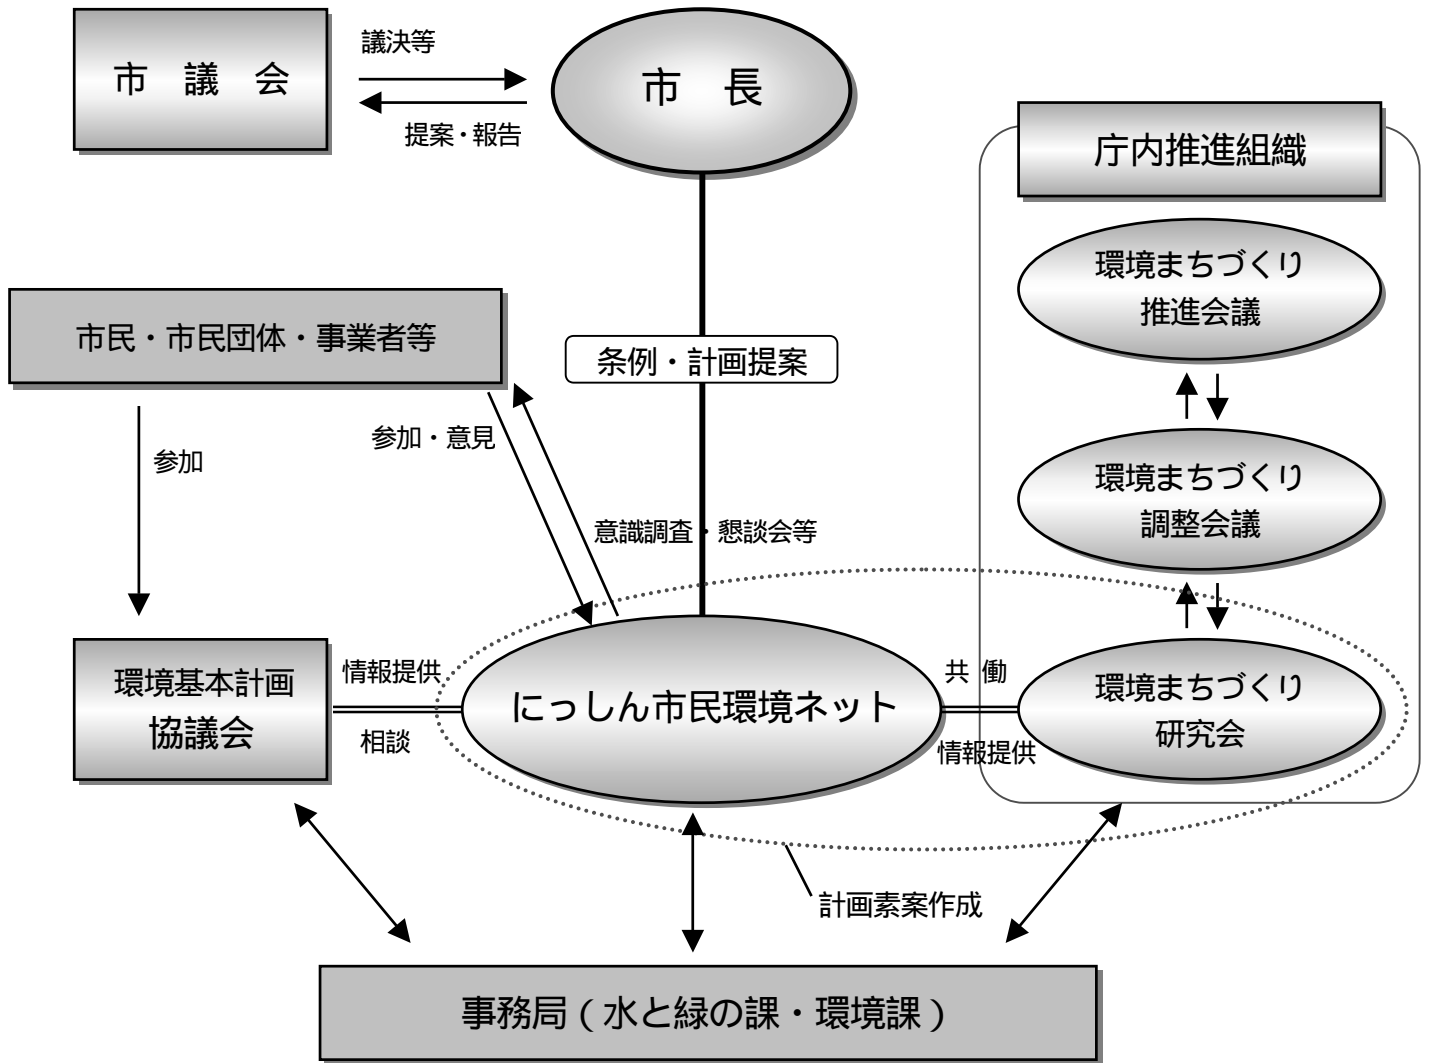 市　議　会
議決等
提案・報告
市　長
庁内推進組織
環境まちづくり
推進会議
市民・市民団体・事業者等
条例・計画提案
参加・意見
参加
環境まちづくり
調整会議
意識調査・懇談会等
環境基本計画
協議会
情報提供
相談
にっしん市民環境ネット
共 働
情報提供
環境まちづくり
研究会
計画素案作成
事務局（水と緑の課・環境課）